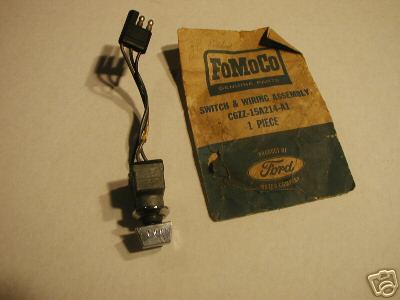 FoMoCo
GENUINE PARTS
SWITCH & WIRING ASSEMBLY
C6ZZ-15A214-A1
1 PIECE
PRODUCT OF
Ford
MOTOR COMPANY